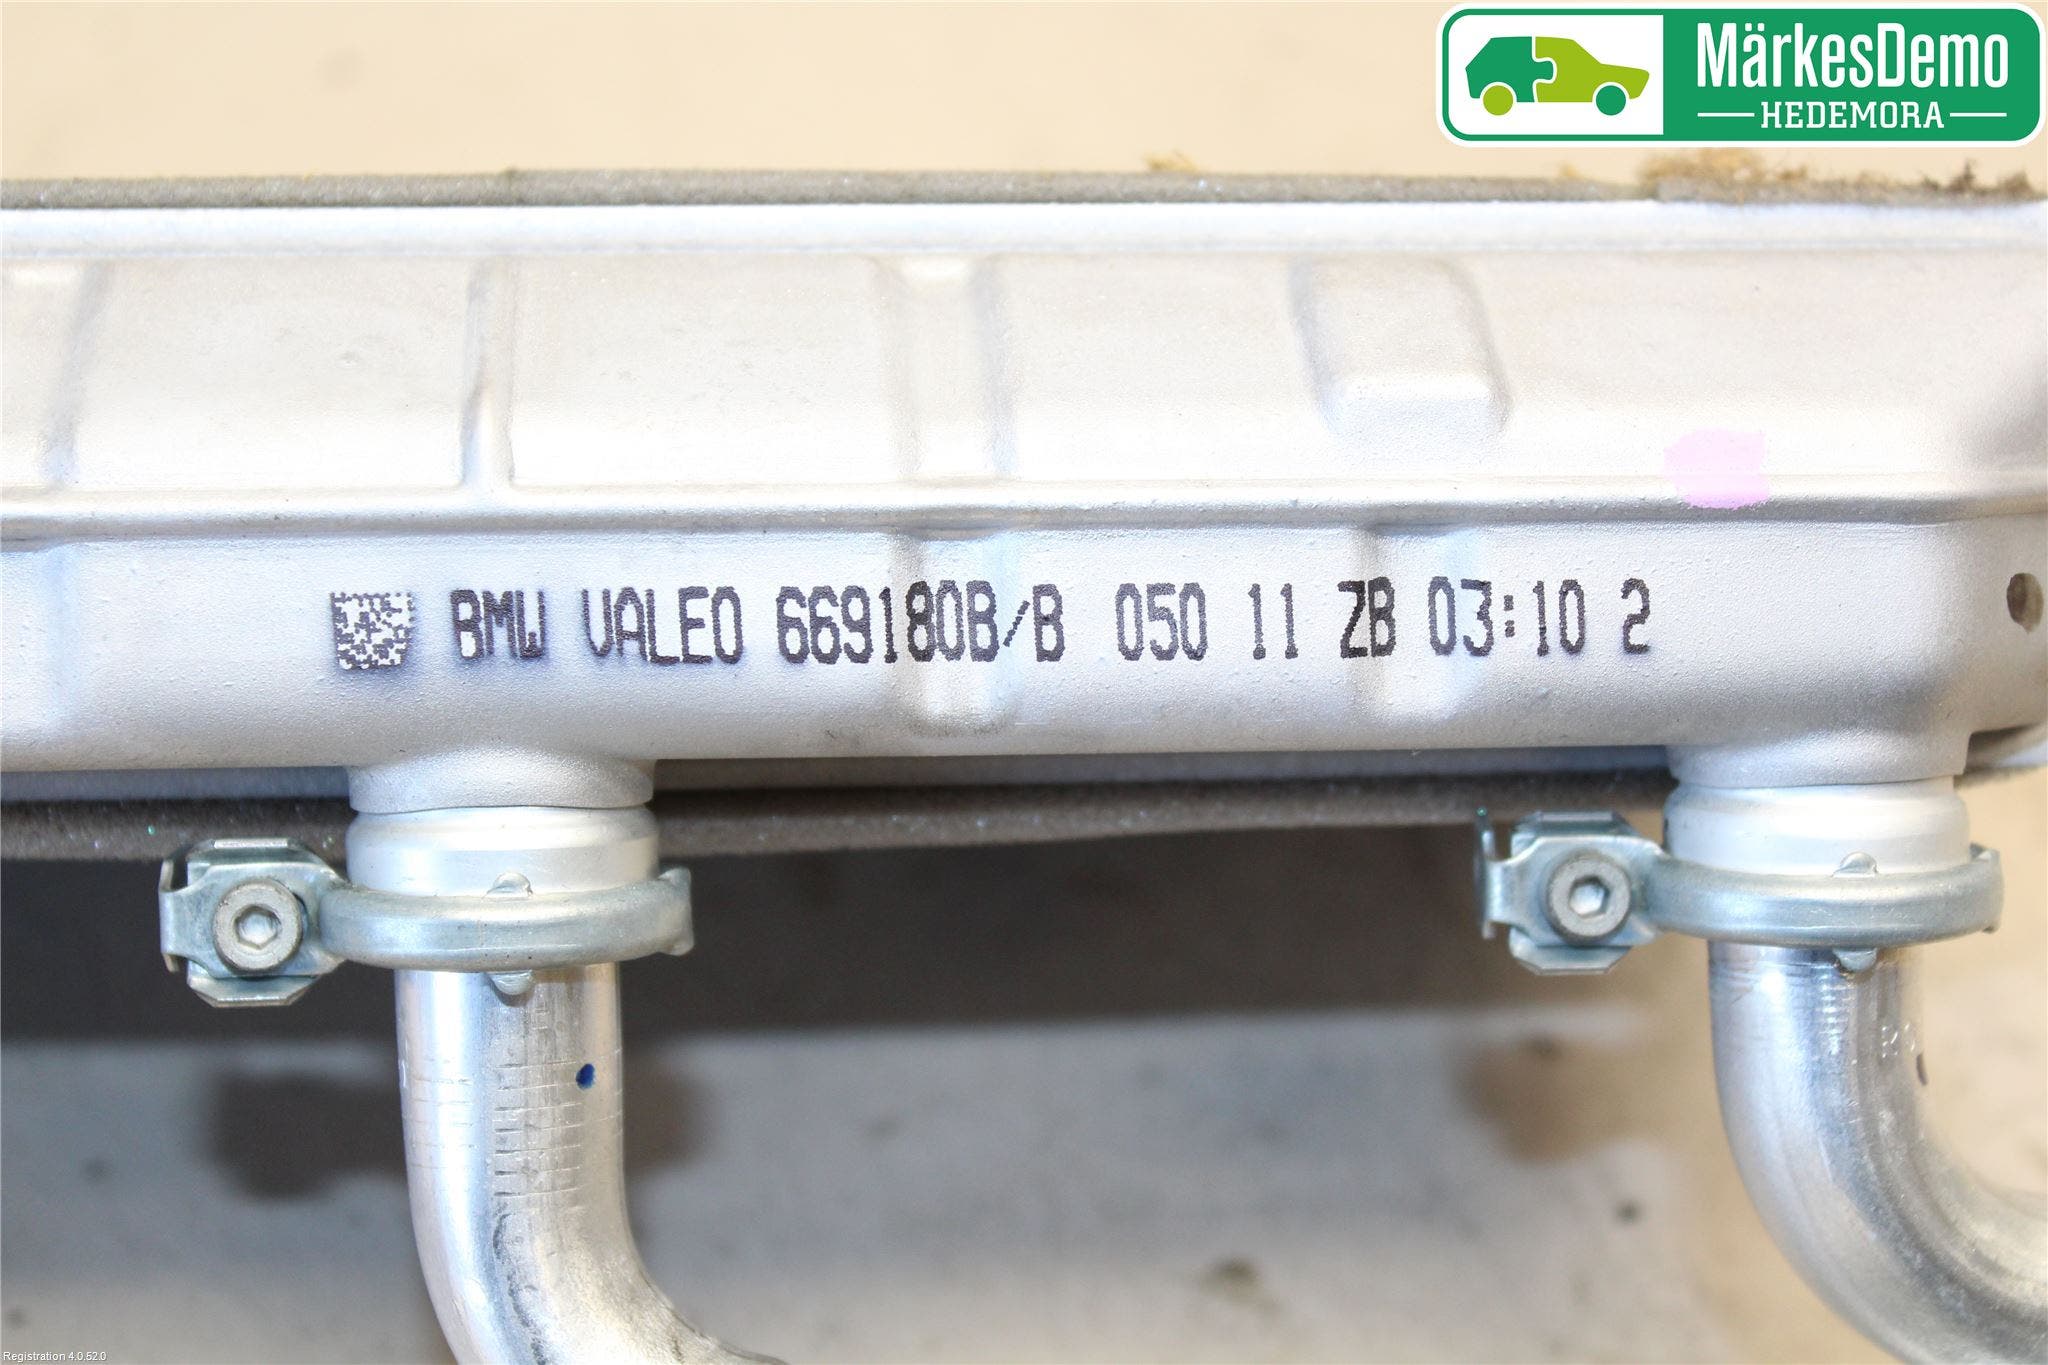 MärkesDemo
HEDEMORA
BMW VALEO 669180B/B 050 11 ZB 03:10 2
Registration 4.0.52.0